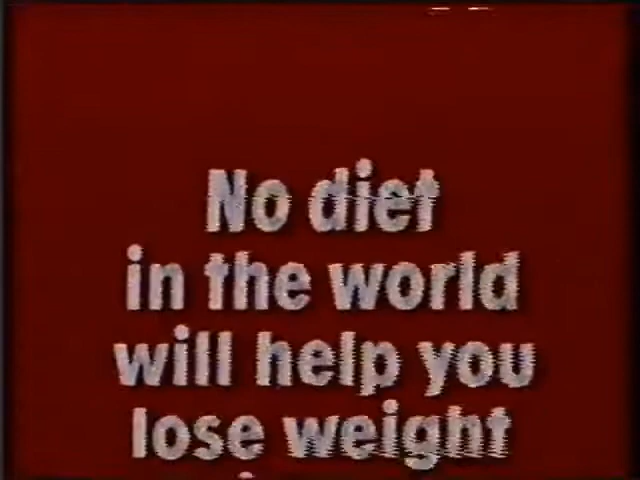 No diet
in the world
will help you
lose weight